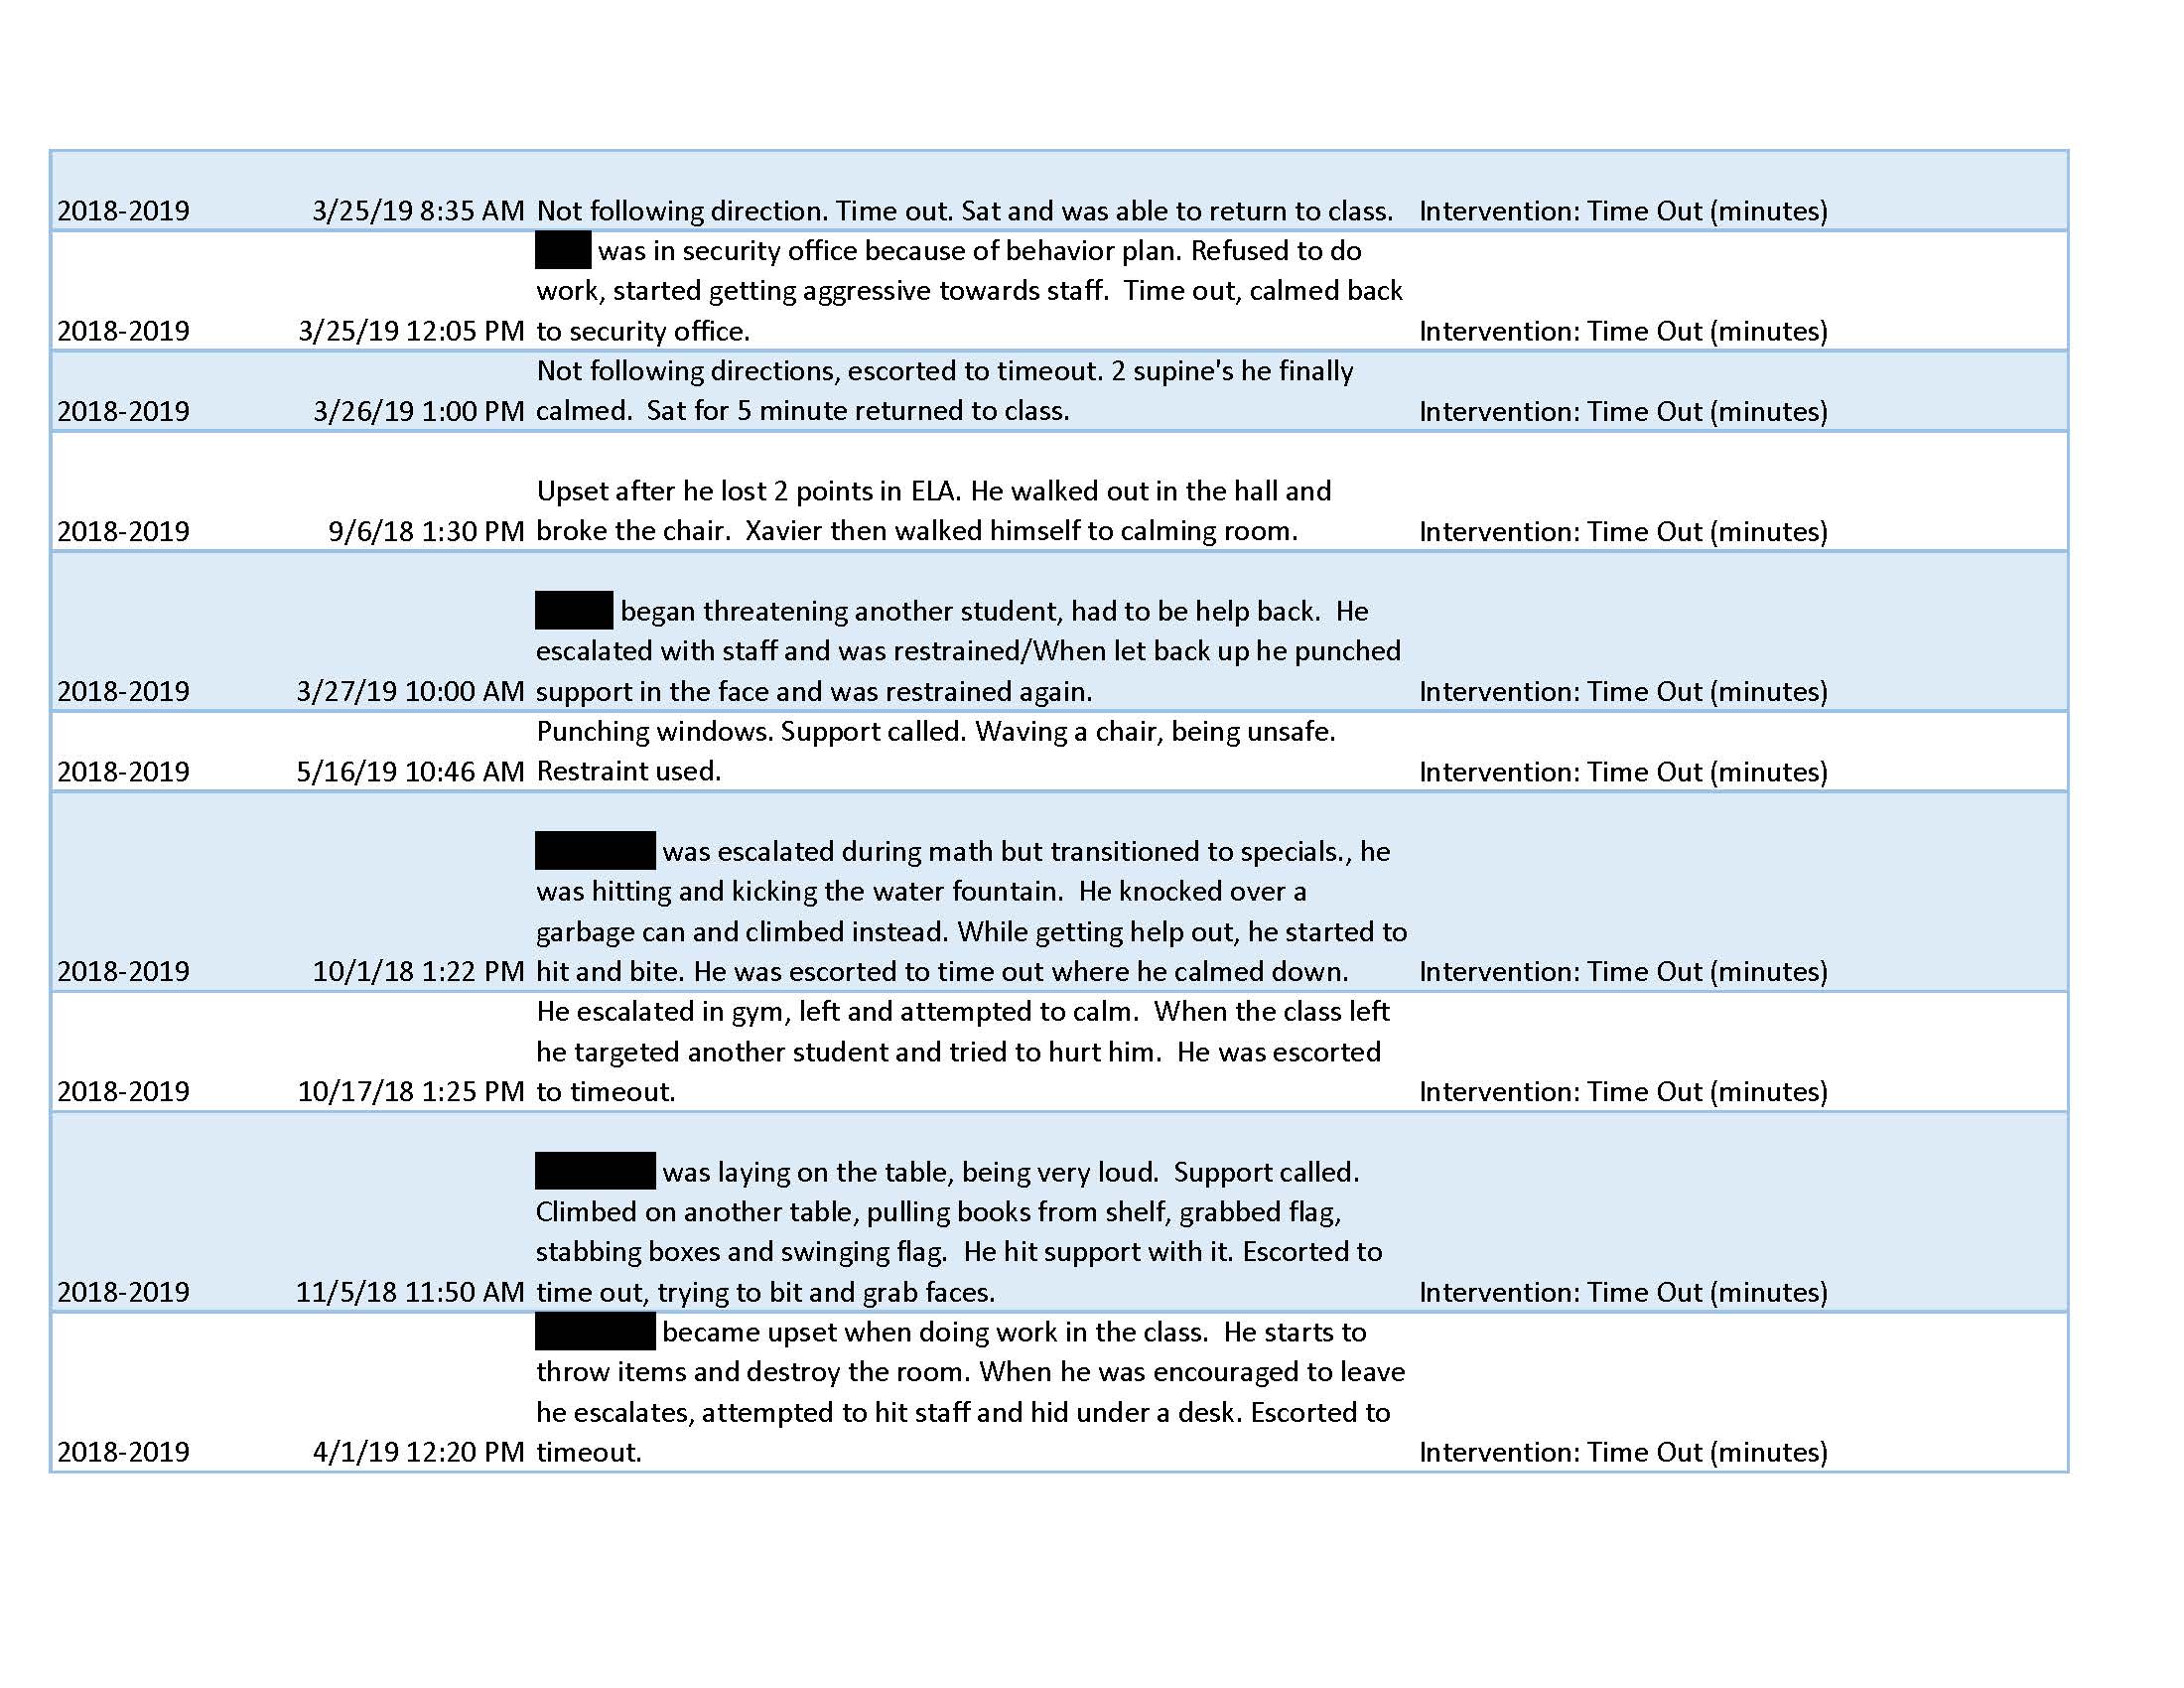 2018-2019 3/25/19 8:35 AM Not following direction. Time out. Sat and was able to return to class. Intervention: Time Out (minutes)
was in security office because of behavior plan. Refused to do
work, started getting aggressive towards staff.  Time out, calmed back
2018-2019 3/25/19 12:05 PM to security office. Intervention: Time Out (minutes)
Not following directions, escorted to timeout. 2 supine's he finally
2018-2019 3/26/19 1:00 PM calmed.  Sat for 5 minute returned to class. Intervention: Time Out (minutes)
Upset after he lost 2 points in ELA. He walked out in the hall and
2018-2019 9/6/18 1:30 PM broke the chair.  Xavier then walked himself to calming room. Intervention: Time Out (minutes)
began threatening another student, had to be help back.  He
escalated with staff and was restrained/When let back up he punched
2018-2019 3/27/19 10:00 AM support in the face and was restrained again. Intervention: Time Out (minutes)
Punching windows. Support called. Waving a chair, being unsafe.
2018-2019 5/16/19 10:46 AM Restraint used. Intervention: Time Out (minutes)
was escalated during math but transitioned to specials., he
was hitting and kicking the water fountain.  He knocked over a
garbage can and climbed instead. While getting help out, he started to
2018-2019 10/1/18 1:22 PM hit and bite. He was escorted to time out where he calmed down. Intervention: Time Out (minutes)
He escalated in gym, left and attempted to calm.  When the class left
he targeted another student and tried to hurt him.  He was escorted
2018-2019 10/17/18 1:25 PM to timeout. Intervention: Time Out (minutes)
was laying on the table, being very loud.  Support called.
Climbed on another table, pulling books from shelf, grabbed flag,
stabbing boxes and swinging flag.  He hit support with it. Escorted to
2018-2019 11/5/18 11:50 AM time out, trying to bit and grab faces. Intervention: Time Out (minutes)
became upset when doing work in the class.  He starts to
throw items and destroy the room. When he was encouraged to leave
he escalates, attempted to hit staff and hid under a desk. Escorted to
2018-2019 4/1/19 12:20 PM timeout. Intervention: Time Out (minutes)